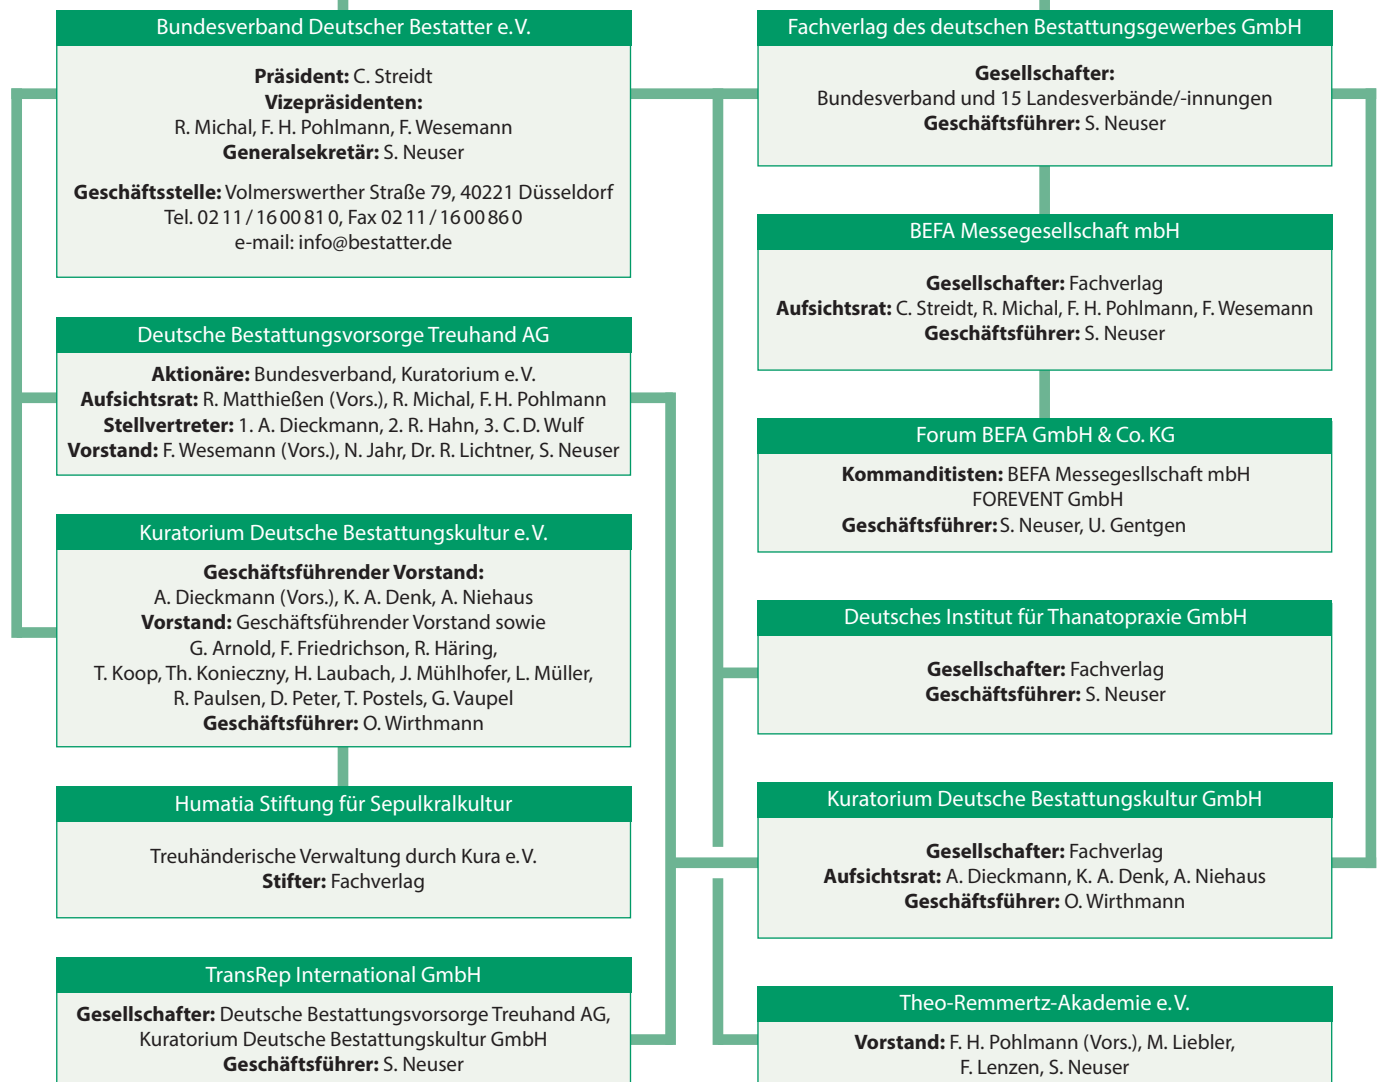 Bundesverband Deutscher Bestatter e.V.
Präsident: C. Streidt
Vizepräsidenten:
R. Michal, F. H. Pohlmann, F. Wesemann
Generalsekretär: S. Neuser
Geschäftsstelle: Volmerswerther Straße 79, 40221 Düsseldorf
Tel. 02 11 / 16 00 81 0, Fax 02 11 / 16 00 86 0
e-mail: info@bestatter.de
Deutsche Bestattungsvorsorge Treuhand AG
Aktionäre: Bundesverband, Kuratorium e.V.
Aufsichtsrat: R. Matthießen (Vors.), R. Michal, F. H. Pohlmann
Stellvertreter: 1. A. Dieckmann, 2. R. Hahn, 3. C. D. Wulf
Vorstand: F. Wesemann (Vors.), N. Jahr, Dr. R. Lichtner, S. Neuser
Kuratorium Deutsche Bestattungskultur e.V.
Geschäftsführender Vorstand:
A. Dieckmann (Vors.), K. A. Denk, A. Niehaus
Vorstand: Geschäftsführender Vorstand sowie
G. Arnold, F. Friedrichson, R. Häring,
T. Koop, Th. Konieczny, H. Laubach, J. Mühlhofer, L. Müller,
R. Paulsen, D. Peter, T. Postels, G. Vaupel
Geschäftsführer: O. Wirthmann
Humatia Stiftung für Sepulkralkultur
Treuhänderische Verwaltung durch Kura e.V.
Stifter: Fachverlag
TransRep International GmbH
Gesellschafter: Deutsche Bestattungsvorsorge Treuhand AG,
Kuratorium Deutsche Bestattungskultur GmbH
Geschäftsführer: S. Neuser
Fachverlag des deutschen Bestattungsgewerbes GmbH
Gesellschafter:
Bundesverband und 15 Landesverbände/-innungen
Geschäftsführer: S. Neuser
BEFA Messegesellschaft mbH
Gesellschafter: Fachverlag
Aufsichtsrat: C. Streidt, R. Michal, F. H. Pohlmann, F. Wesemann
Geschäftsführer: S. Neuser
Forum BEFA GmbH & Co. KG
Kommanditisten: BEFA Messegesllschaft mbH
FOREVENT GmbH
Geschäftsführer: S. Neuser, U. Gentgen
Deutsches Institut für Thanatopraxie GmbH
Gesellschafter: Fachverlag
Geschäftsführer: S. Neuser
Kuratorium Deutsche Bestattungskultur GmbH
Gesellschafter: Fachverlag
Aufsichtsrat: A. Dieckmann, K. A. Denk, A. Niehaus
Geschäftsführer: O. Wirthmann
Theo-Remmertz-Akademie e.V.
Vorstand: F. H. Pohlmann (Vors.), M. Liebler,
F. Lenzen, S. Neuser